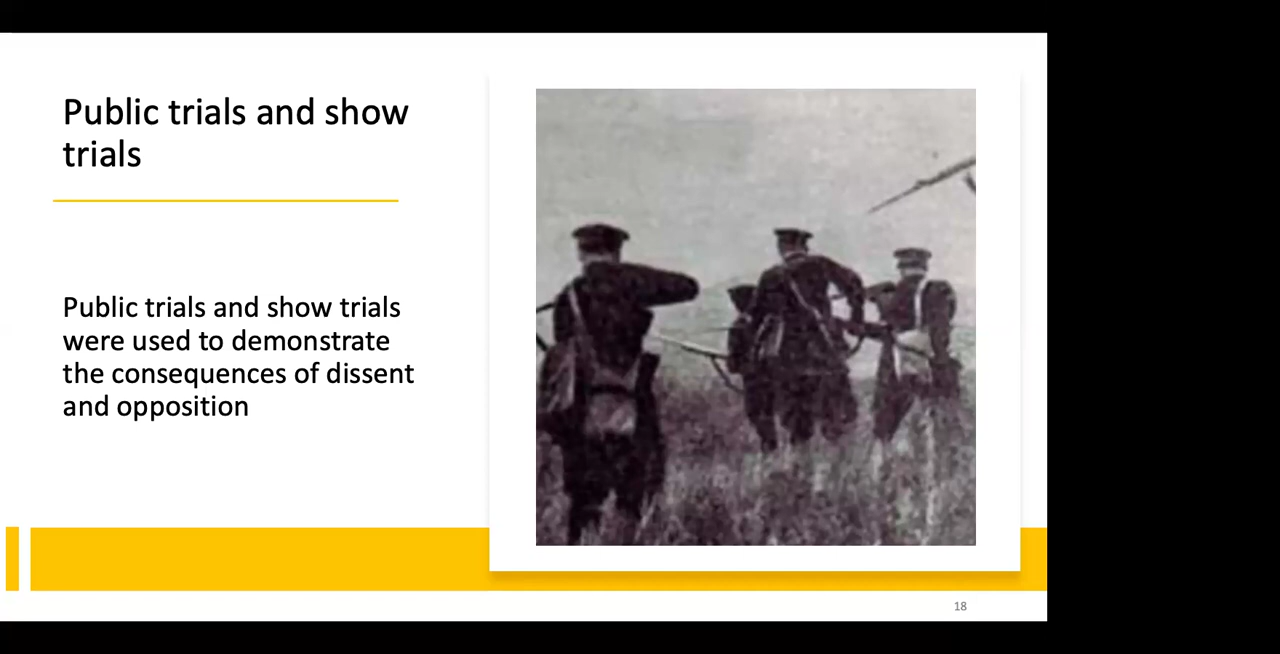 Public trials and show
trials
Public trials and show trials
were used to demonstrate
the consequences of dissent
and opposition
18